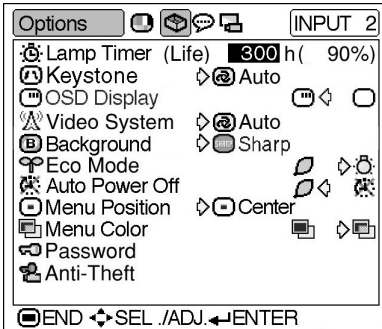 Options INPUT 2
Lamp Timer (Life) 300 h( 90%)
Keystone Auto
OSD Display
Video System Auto
B Background SHARP Sharp
Eco Mode
Auto Power Off
Menu Position Center
Menu Color
Password
Anti-Theft
END SEL ./ADJ. ENTER